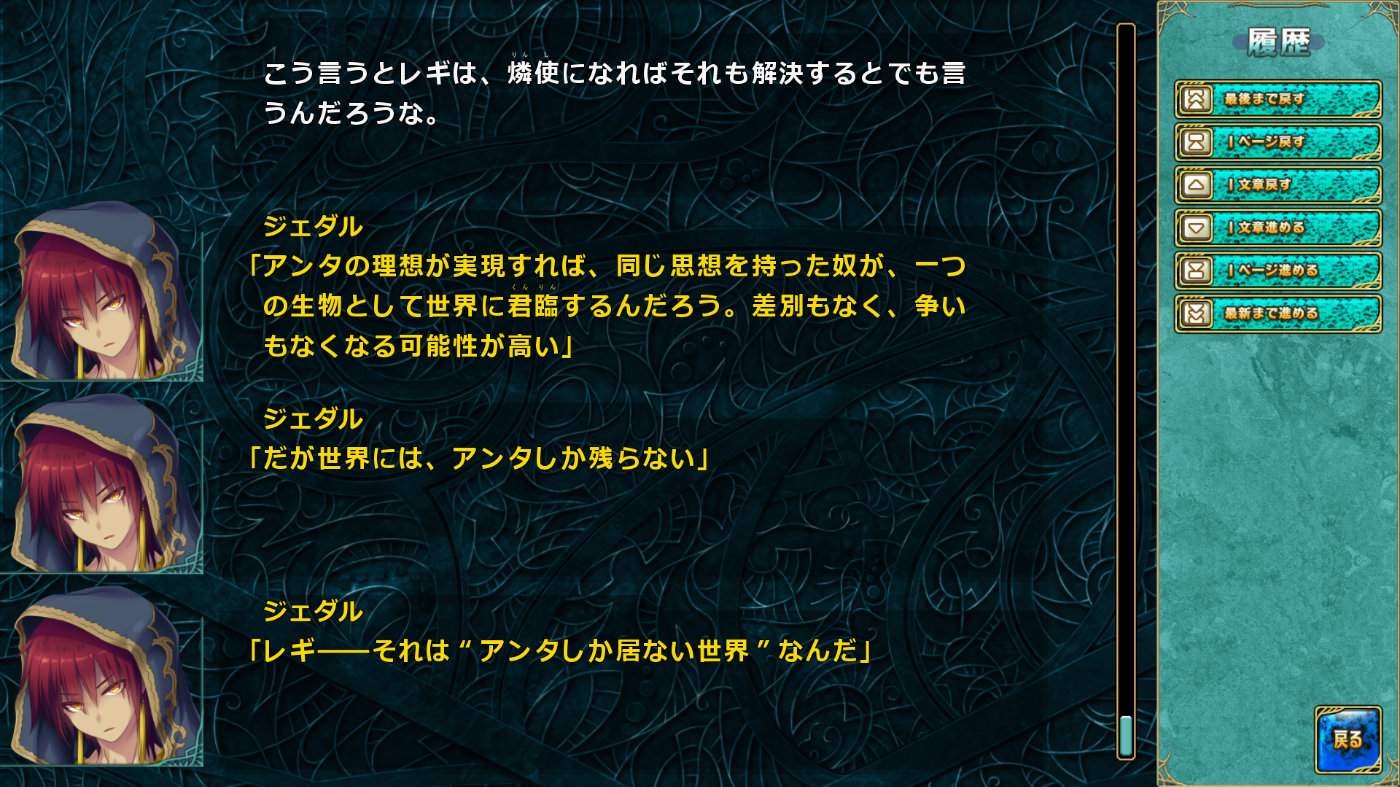 こう言うとレギは、燐使になればそれも解決するとでも言
うんだろうな。
りんし
ジェダル
「アンタの理想が実現すれば、同じ思想を持った奴が、一つ
の生物として世界に君臨するんだろう。差別もなく、争い
くんりん
もなくなる可能性が高い」
ジェダル
「だが世界には、アンタしか残らない」
ジェダル
「レギ――それは“アンタしか居ない世界”なんだ」
履歴
最後まで戻す
1ページ戻す
1文章戻す
1文章進める
1ページ進める
最新まで進める
戻る